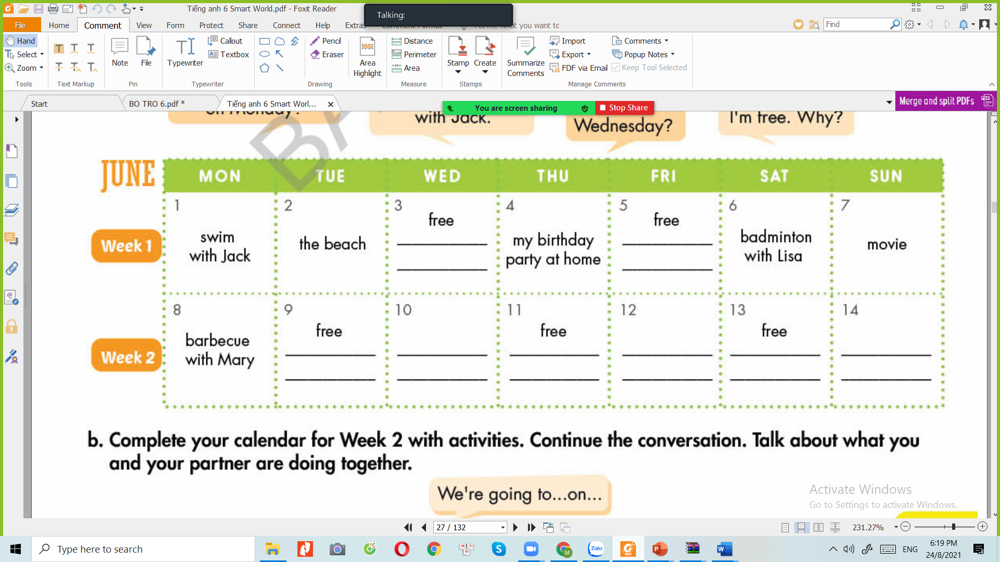 Tiếng anh 6 Smart World.pdf - Foxit Reader
Talking:
File Home Comment View Form Protect Share Connect Help Extras
you want to
Find
Hand
Select
Zoom
Tools
Text Markup
Note
File
Pin
Typewriter
Callout
Textbox
Typewriter
Pencil
Eraser
Drawing
Area
Highlight
Distance
Perimeter
Area
Measure
Stamp
Create
Stamps
Summarize
Comments
Import
Export
FDF via Email
Comments
Popup Notes
Keep Tool Selected
Manage Comments
Start
BO TRO 6.pdf *
Tiếng anh 6 Smart Worl...
You are screen sharing
Stop Share
Merge and split PDFs
on Monday?
with Jack.
Wednesday?
I'm free. Why?
JUNE
MON TUE WED THU FRI SAT SUN
Week 1
1
swim
with Jack
2
the beach
3
free
4
my birthday
party at home
5
free
6
badminton
with Lisa
7
movie
Week 2
8
barbecue
with Mary
9
free
10
11
free
12
13
free
14
b. Complete your calendar for Week 2 with activities. Continue the conversation. Talk about what you
and your partner are doing together.
We're going to...on...
Activate Windows
Go to Settings to activate Windows.
27 / 132
231.27%
Type here to search
Zalo
ENG
6:19 PM
24/8/2021